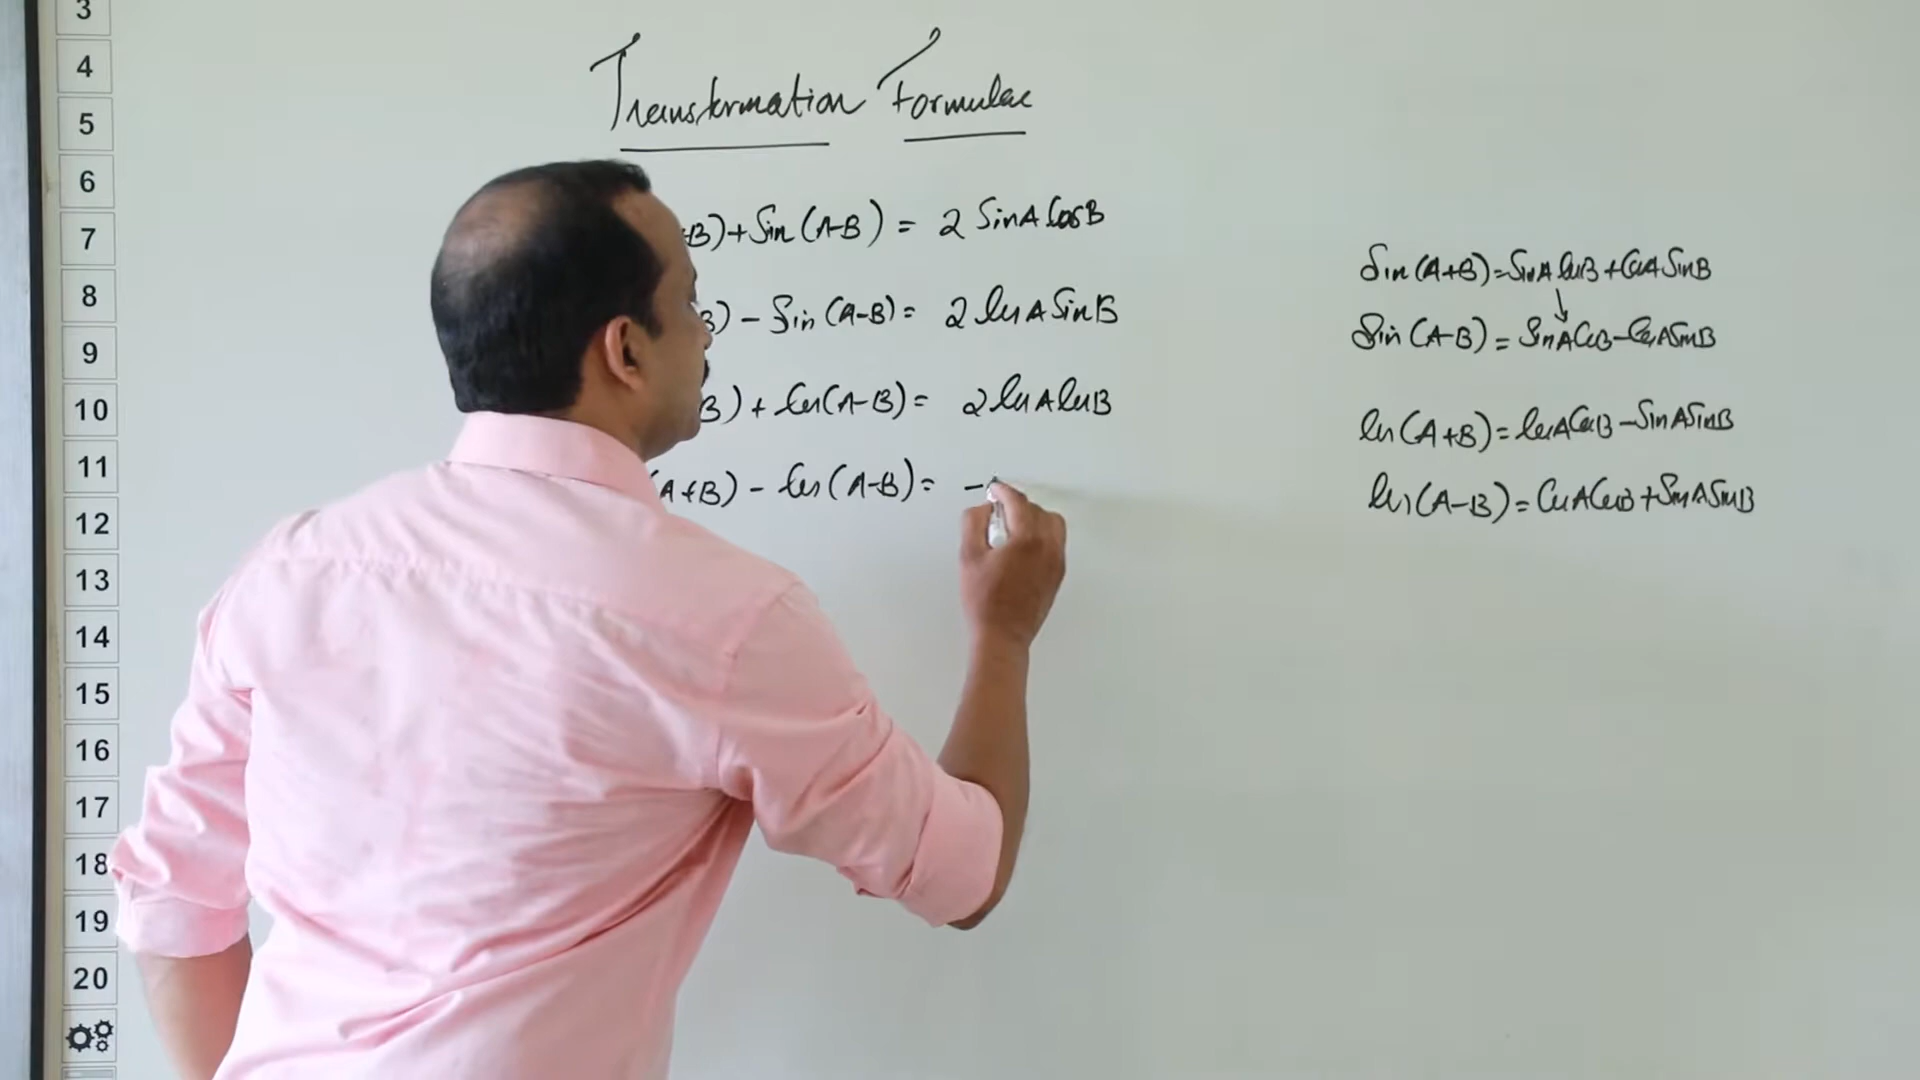 3
4
5
6
7
8
9
10
11
12
13
14
15
16
17
18
19
20
Transformation Formulae
B)+Sin(A-B) = 2 SinA CosB
B) - Sin(A-B) = 2 CosA SinB
B) + Cos(A-B) = 2 CosA CosB
(A+B) - Cos(A-B) = -
Sin(A+B)=SinA CosB+CosA SinB
Sin(A-B) = SinA CosB-CosA SinB
Cos(A+B)=CosA CosB-SinA SinB
Cos(A-B)=CosA CosB+SinA SinB